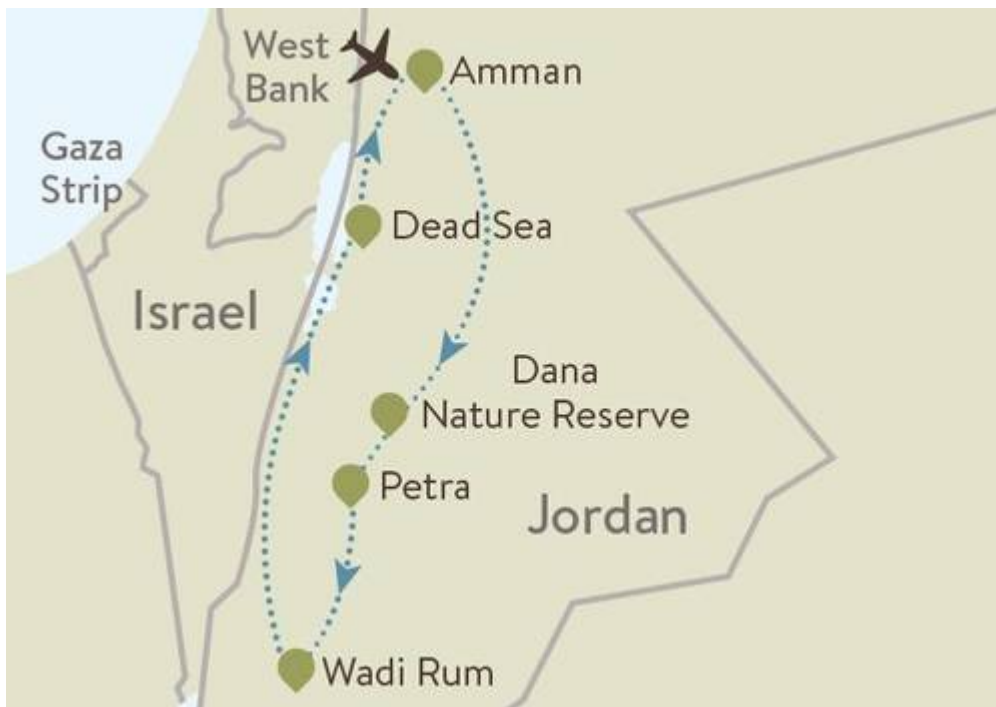 West
Bank
Amman
Gaza
Strip
Dead Sea
Israel
Dana
Nature Reserve
Petra
Jordan
Wadi Rum